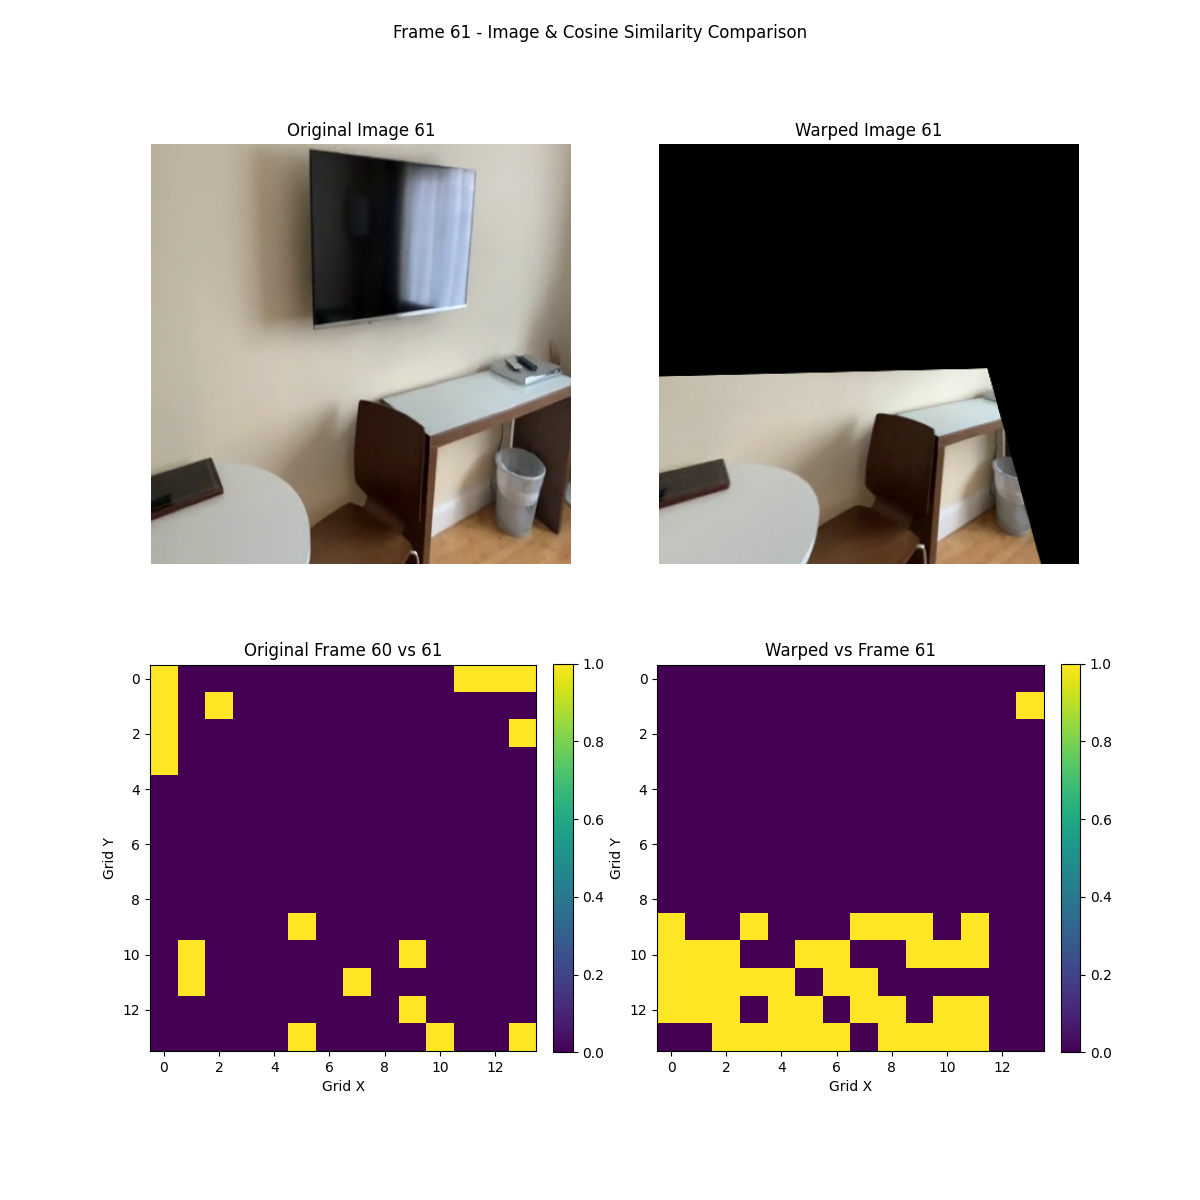 Frame 61 - Image & Cosine Similarity Comparison
Original Image 61
Warped Image 61
Original Frame 60 vs 61
Warped vs Frame 61
0
2
4
6
8
10
12
Grid Y
0 2 4 6 8 10 12
Grid X
1.0
0.8
0.6
0.4
0.2
0.0
0
2
4
6
8
10
12
Grid Y
0 2 4 6 8 10 12
Grid X
1.0
0.8
0.6
0.4
0.2
0.0